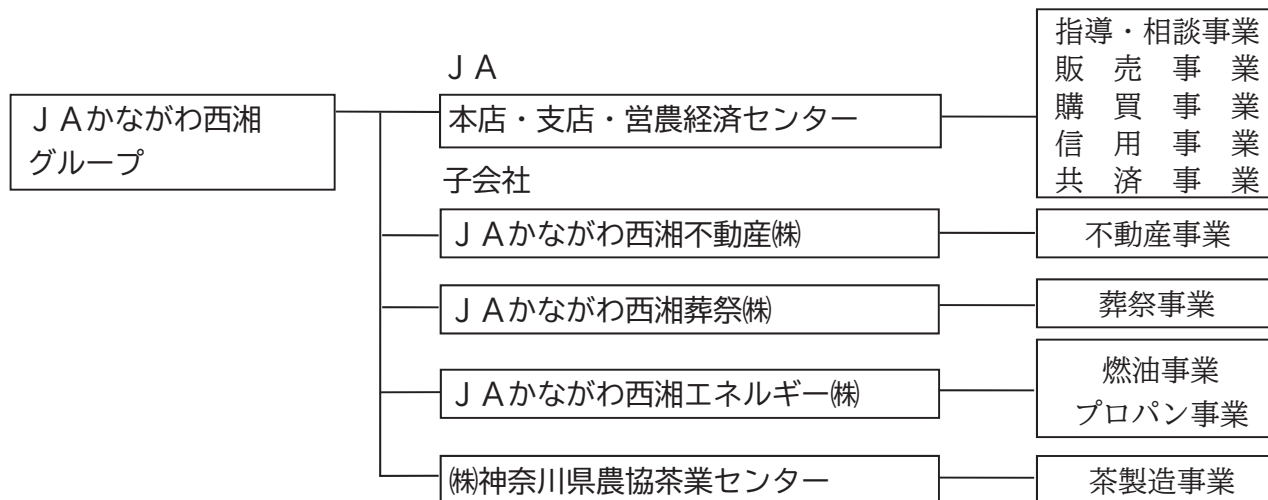 ＪＡかながわ西湘
グループ
ＪＡ
本店・支店・営農経済センター
指導・相談事業
販売事業
購買事業
信用事業
共済事業
子会社
ＪＡかながわ西湘不動産㈱
不動産事業
ＪＡかながわ西湘葬祭㈱
葬祭事業
ＪＡかながわ西湘エネルギー㈱
燃油事業
プロパン事業
㈱神奈川県農協茶業センター
茶製造事業